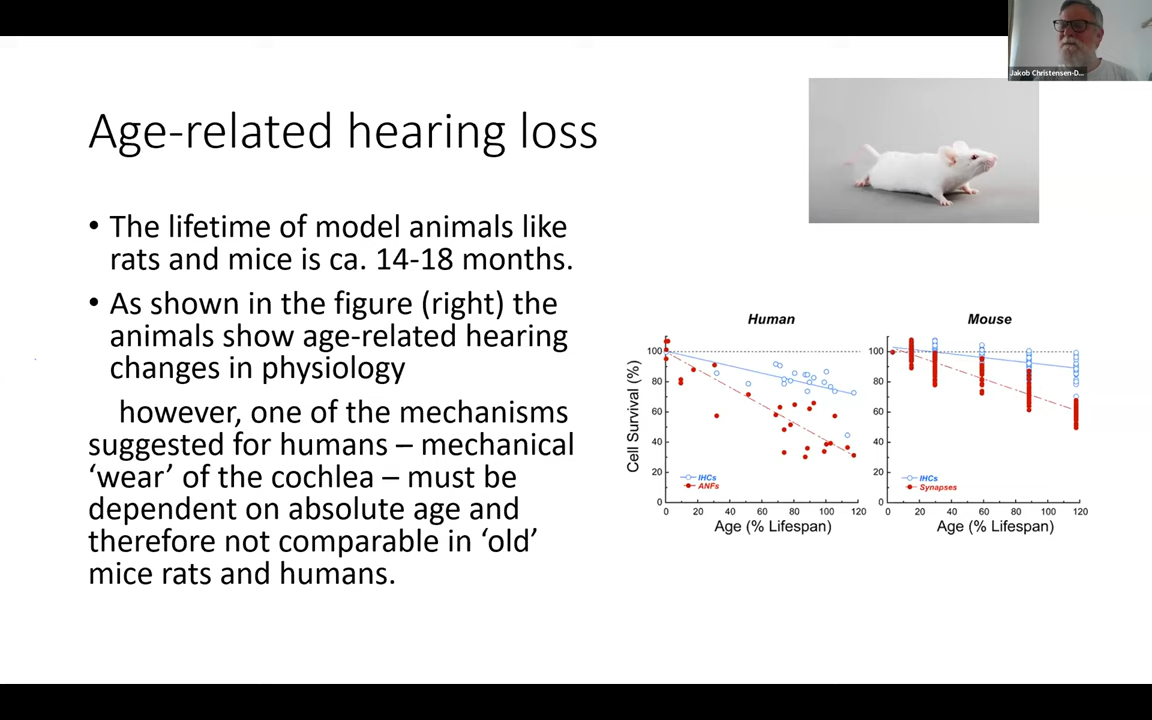 Jakob Christensen-D...
Age-related hearing loss
• The lifetime of model animals like
rats and mice is ca. 14-18 months.
• As shown in the figure (right) the
animals show age-related hearing
changes in physiology
however, one of the mechanisms
suggested for humans – mechanical
‘wear’ of the cochlea – must be
dependent on absolute age and
therefore not comparable in ‘old’
mice rats and humans.
Human
Cell Survival (%)
100
80
60
40
20
0
IHCs
ANFs
0 20 40 60 80 100 120
Age (% Lifespan)
Mouse
100
80
60
40
20
0
IHCs
Synapses
0 20 40 60 80 100 120
Age (% Lifespan)